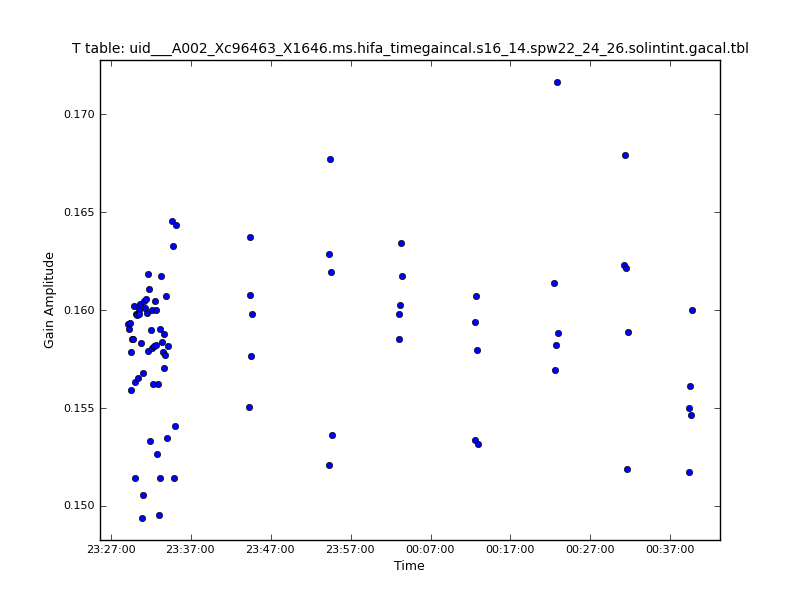 T table: uid___A002_Xc96463_X1646.ms.hifa_timegaincal.s16_14.spw22_24_26.solintint.gacal.tbl
0.170
0.165
0.160
0.155
0.150
Gain Amplitude
23:27:00 23:37:00 23:47:00 23:57:00 00:07:00 00:17:00 00:27:00 00:37:00
Time